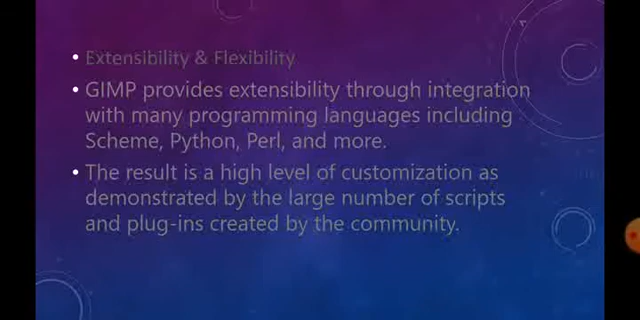 • Extensibility & Flexibility
• GIMP provides extensibility through integration
with many programming languages including
Scheme, Python, Perl, and more.
• The result is a high level of customization as
demonstrated by the large number of scripts
and plug-ins created by the community.